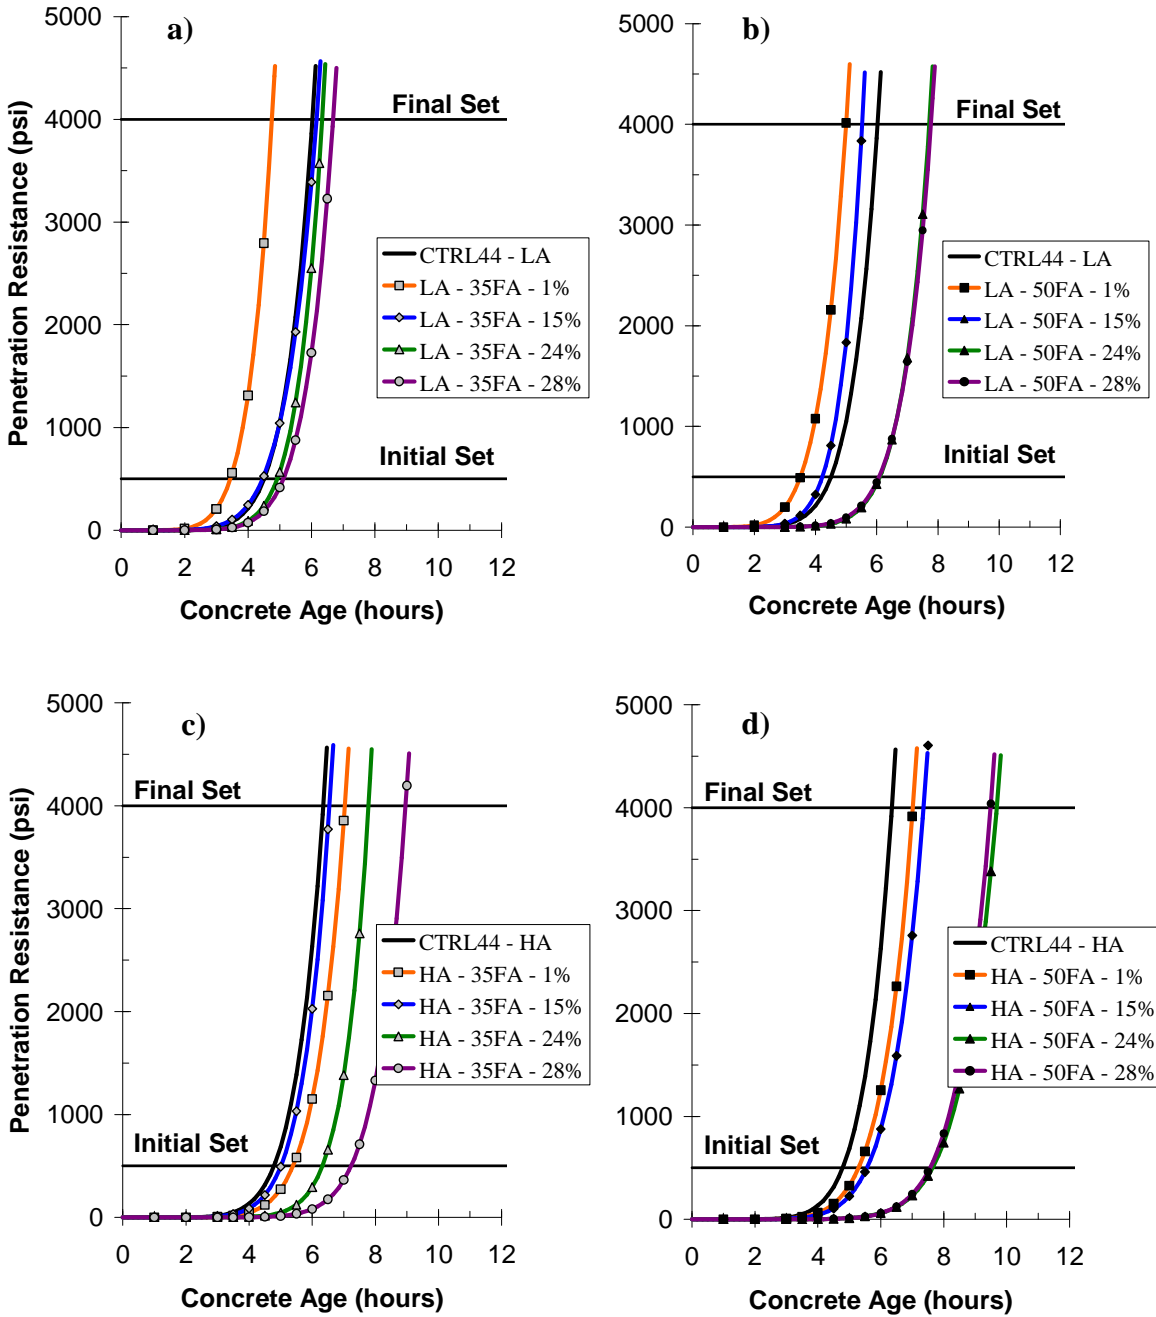 a)
5000
4000
3000
2000
1000
0
Penetration Resistance (psi)
Final Set
CTRL44 - LA
LA - 35FA - 1%
LA - 35FA - 15%
LA - 35FA - 24%
LA - 35FA - 28%
Initial Set
0 2 4 6 8 10 12
Concrete Age (hours)
b)
5000
4000
3000
2000
1000
0
Final Set
CTRL44 - LA
LA - 50FA - 1%
LA - 50FA - 15%
LA - 50FA - 24%
LA - 50FA - 28%
Initial Set
0 2 4 6 8 10 12
Concrete Age (hours)
c)
5000
4000
3000
2000
1000
0
Penetration Resistance (psi)
Final Set
CTRL44 - HA
HA - 35FA - 1%
HA - 35FA - 15%
HA - 35FA - 24%
HA - 35FA - 28%
Initial Set
0 2 4 6 8 10 12
Concrete Age (hours)
d)
5000
4000
3000
2000
1000
0
Final Set
CTRL44 - HA
HA - 50FA - 1%
HA - 50FA - 15%
HA - 50FA - 24%
HA - 50FA - 28%
Initial Set
0 2 4 6 8 10 12
Concrete Age (hours)